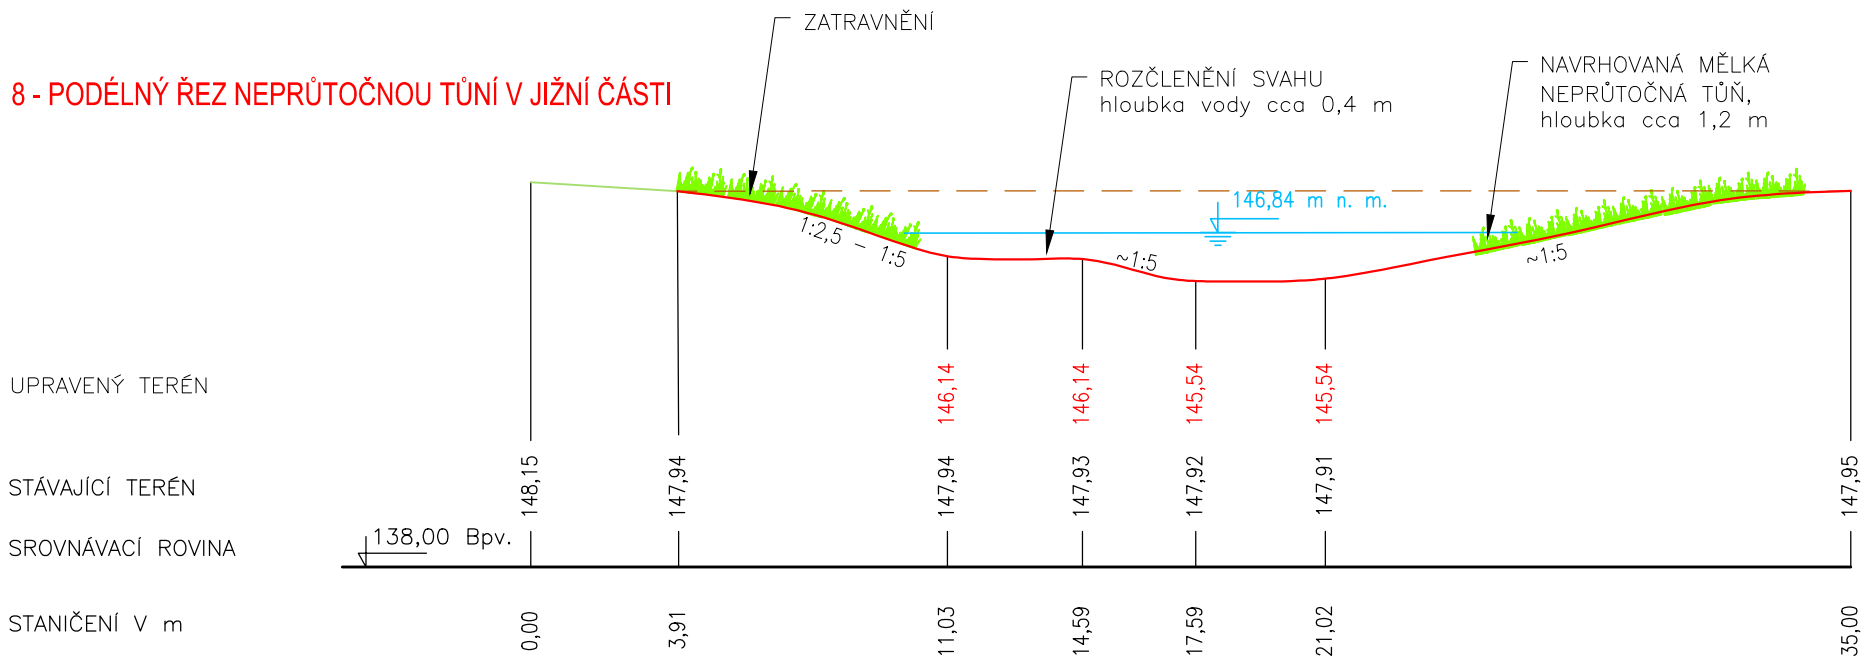 ZATRAVNĚNÍ
8 - PODÉLNÝ ŘEZ NEPRŮTOČNOU TŮNÍ V JIŽNÍ ČÁSTI
ROZČLENĚNÍ SVAHU
hloubka vody cca 0,4 m
NAVRHOVANÁ MĚLKÁ
NEPRŮTOČNÁ TŮŇ,
hloubka cca 1,2 m
146,84 m n. m.
1:2,5 - 1:5
~1:5
~1:5
UPRAVENÝ TERÉN
146,14
146,14
145,54
145,54
STÁVAJÍCÍ TERÉN
148,15
147,94
147,94
147,93
147,92
147,91
147,95
SROVNÁVACÍ ROVINA
138,00 Bpv.
STANIČENÍ V m
0,00
3,91
11,03
14,59
17,59
21,02
35,00